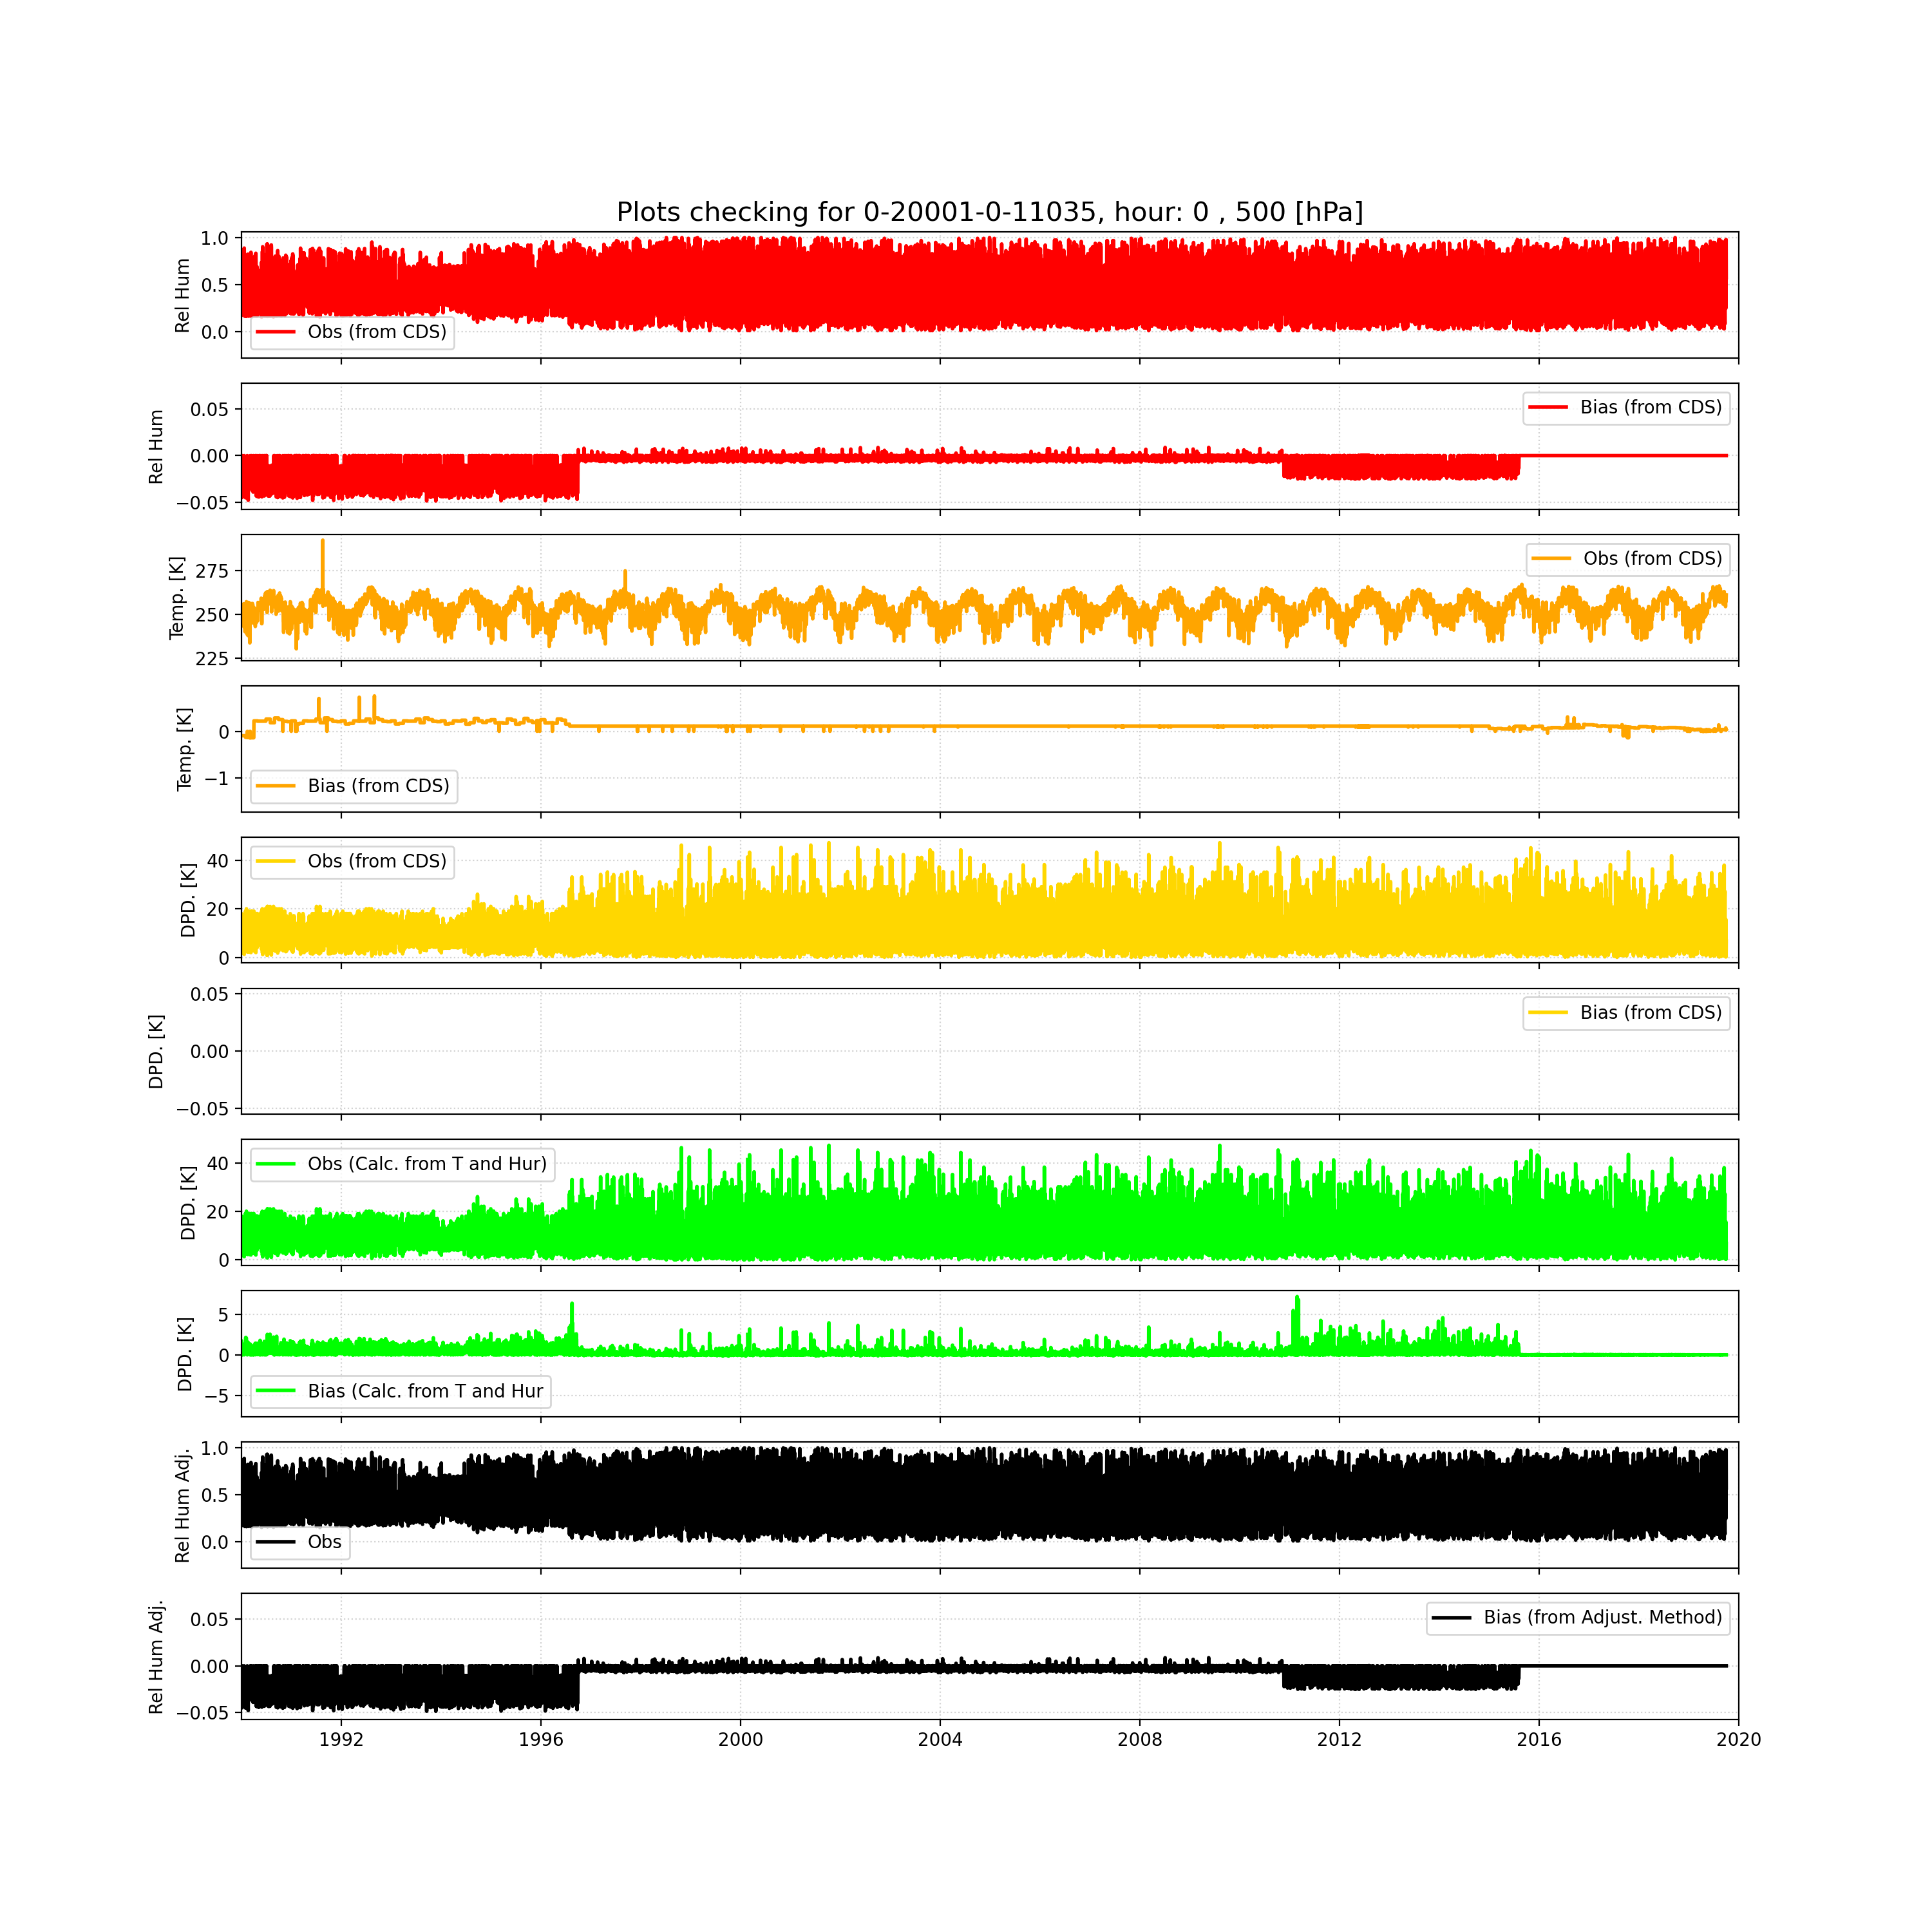 Plots checking for 0-20001-0-11035, hour: 0 , 500 [hPa]
1.0
0.5
0.0
Rel Hum
Obs (from CDS)
0.05
0.00
−0.05
Rel Hum
Bias (from CDS)
275
250
225
Temp. [K]
Obs (from CDS)
0
−1
Temp. [K]
Bias (from CDS)
40
20
0
DPD. [K]
Obs (from CDS)
0.05
0.00
−0.05
DPD. [K]
Bias (from CDS)
40
20
0
DPD. [K]
Obs (Calc. from T and Hur)
5
0
−5
DPD. [K]
Bias (Calc. from T and Hur
1.0
0.5
0.0
Rel Hum Adj.
Obs
0.05
0.00
−0.05
Rel Hum Adj.
Bias (from Adjust. Method)
1992 1996 2000 2004 2008 2012 2016 2020